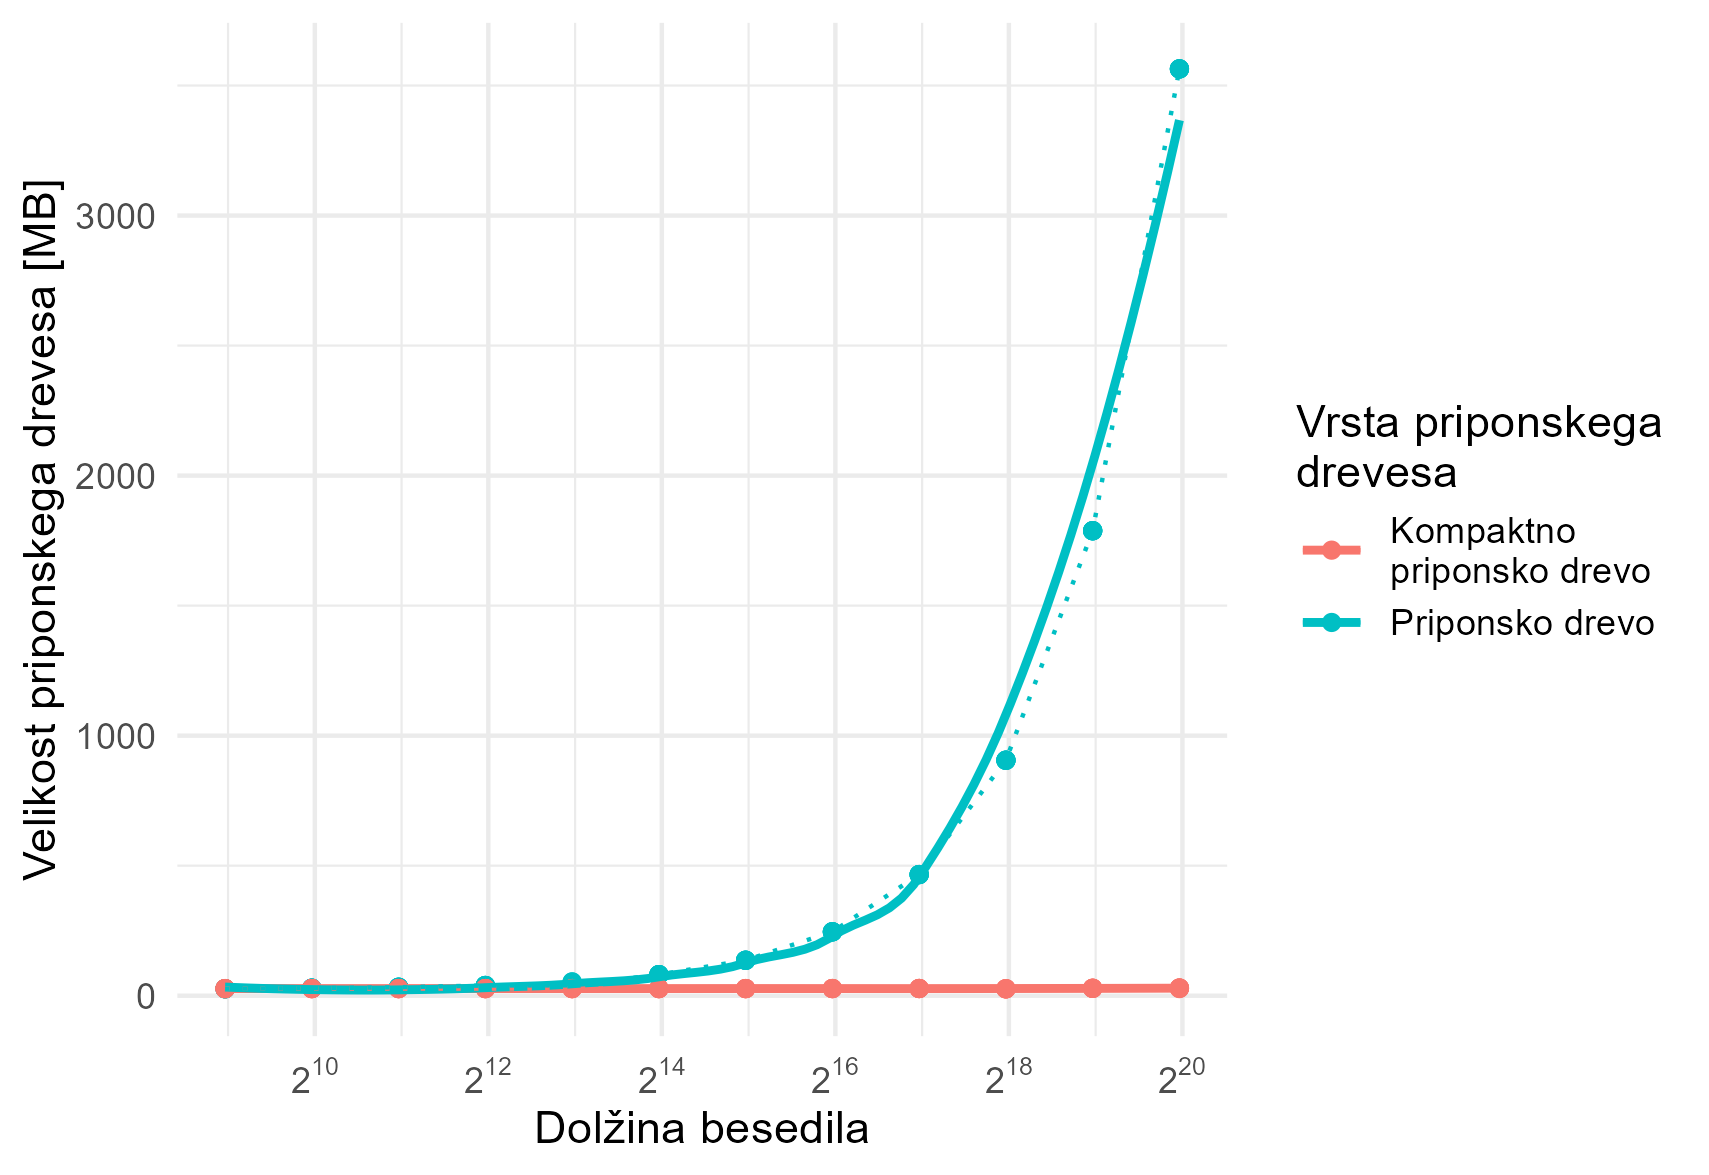 Velikost priponskega drevesa [MB]
3000
2000
1000
0
2^10 2^12 2^14 2^16 2^18 2^20
Dolžina besedila
Vrsta priponskega
drevesa
Kompaktno
priponsko drevo
Priponsko drevo